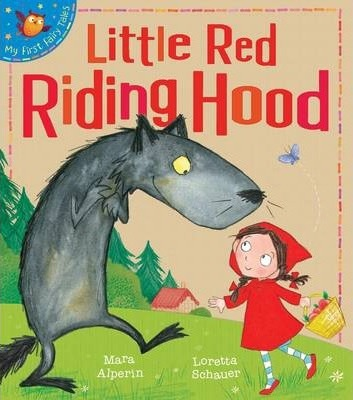 My First Fairy Tales
Little Red
Riding Hood
Mara
Alperin
Loretta
Schauer